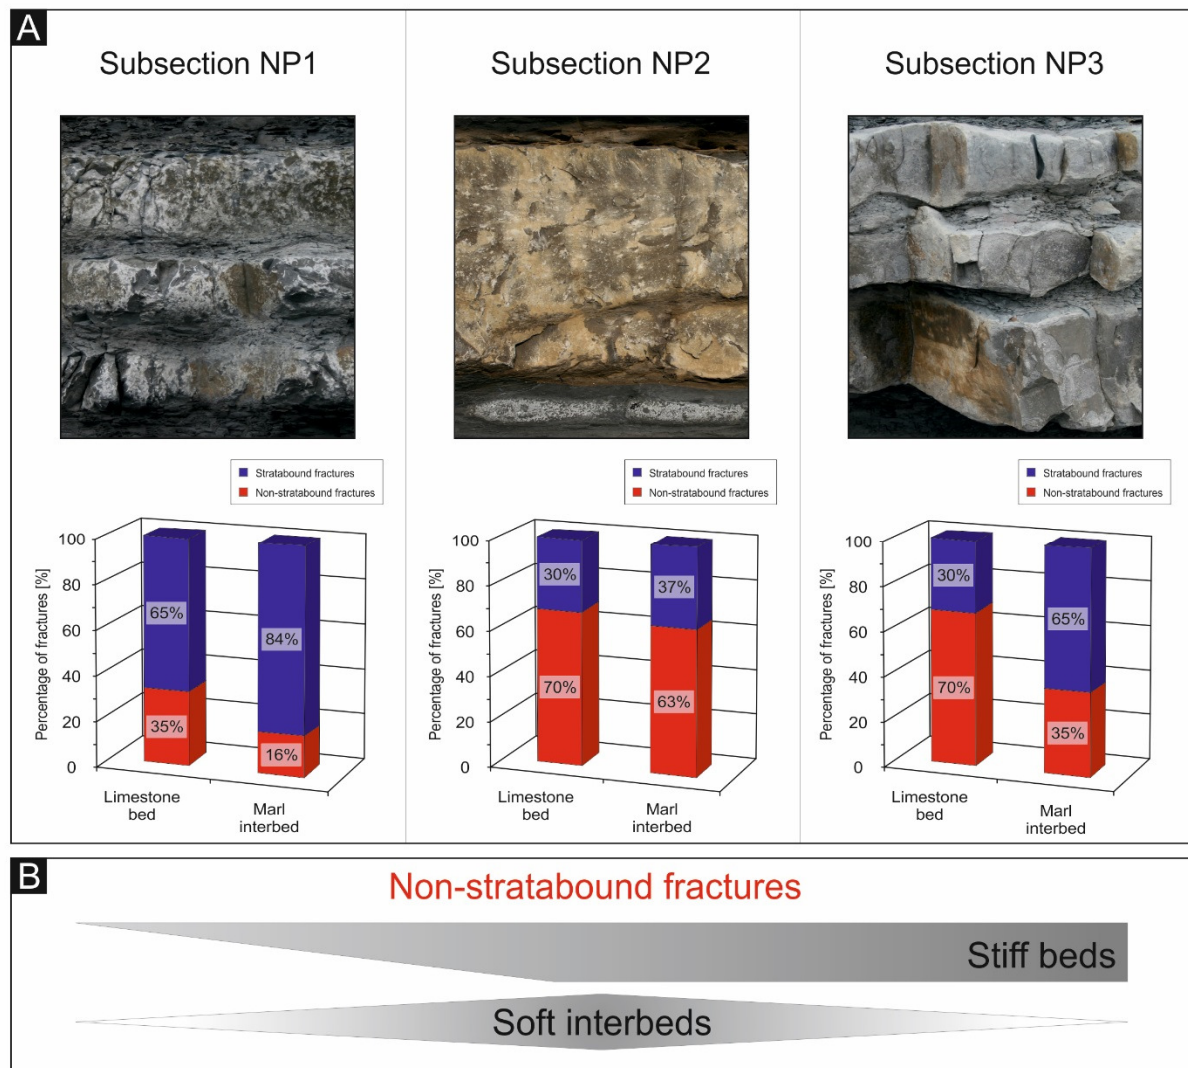 A
Subsection NP1
Subsection NP2
Subsection NP3
Stratabound fractures
Non-stratabound fractures
Stratabound fractures
Non-stratabound fractures
Stratabound fractures
Non-stratabound fractures
Percentage of fractures [%]
100
80
60
40
20
0
65%
35%
84%
16%
Limestone
bed
Marl
interbed
Percentage of fractures [%]
100
80
60
40
20
0
30%
70%
37%
63%
Limestone
bed
Marl
interbed
Percentage of fractures [%]
100
80
60
40
20
0
30%
70%
65%
35%
Limestone
bed
Marl
interbed
B
Non-stratabound fractures
Stiff beds
Soft interbeds